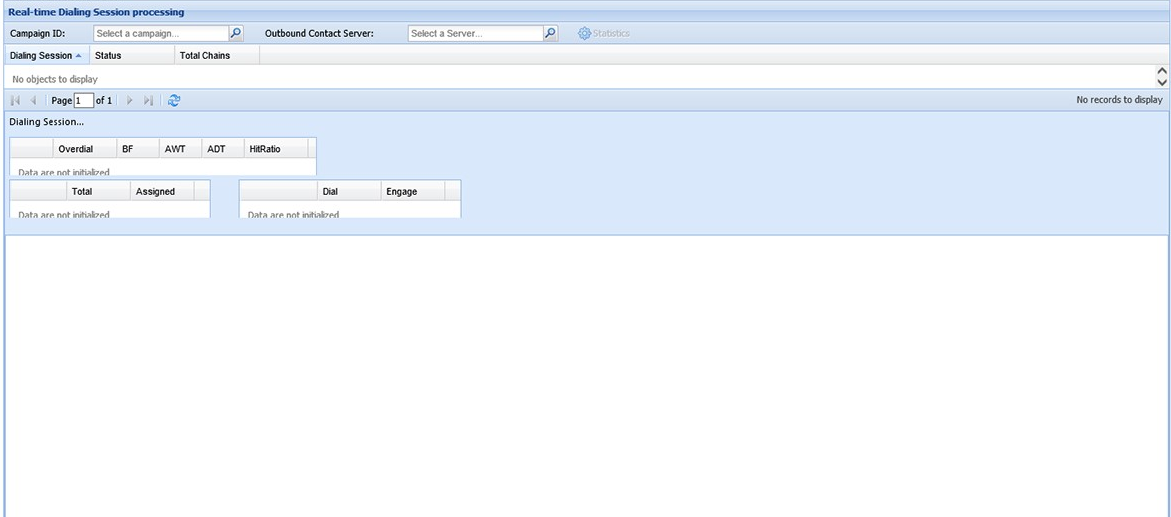 Real-time Dialing Session processing
Campaign ID: Select a campaign... Outbound Contact Server: Select a Server... Statistics
Dialing Session Status Total Chains
No objects to display
Page 1 of 1 No records to display
Dialing Session...
Overdial BF AWT ADT HitRatio
Data are not initialized
Total Assigned Dial Engage
Data are not initialized Data are not initialized